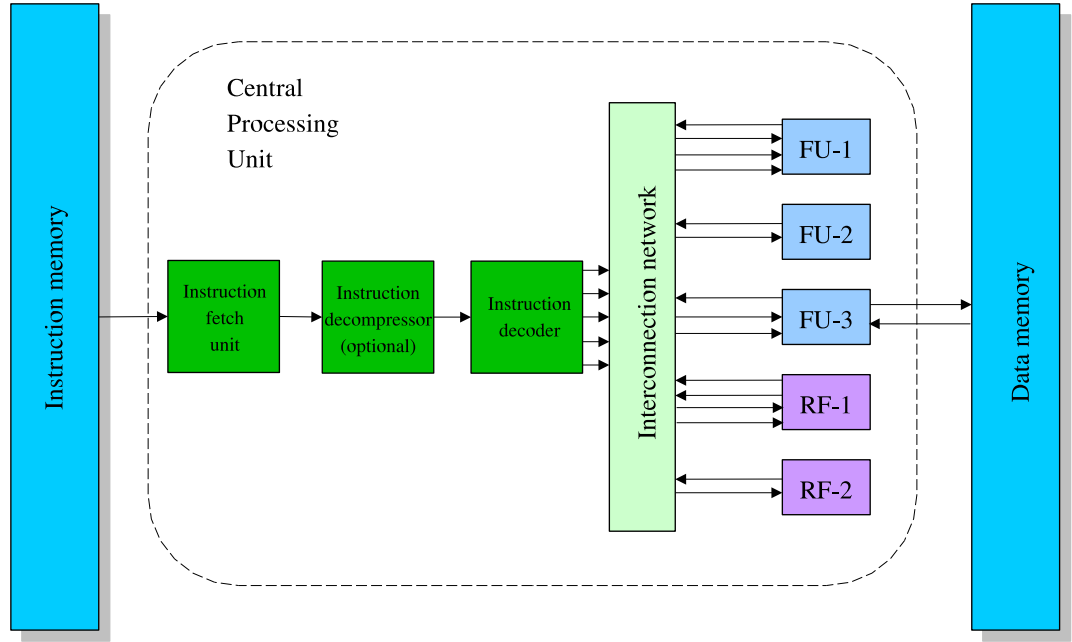 Instruction memory
Central
Processing
Unit
Instruction
fetch
unit
Instruction
decompressor
(optional)
Instruction
decoder
Interconnection network
FU-1
FU-2
FU-3
RF-1
RF-2
Data memory